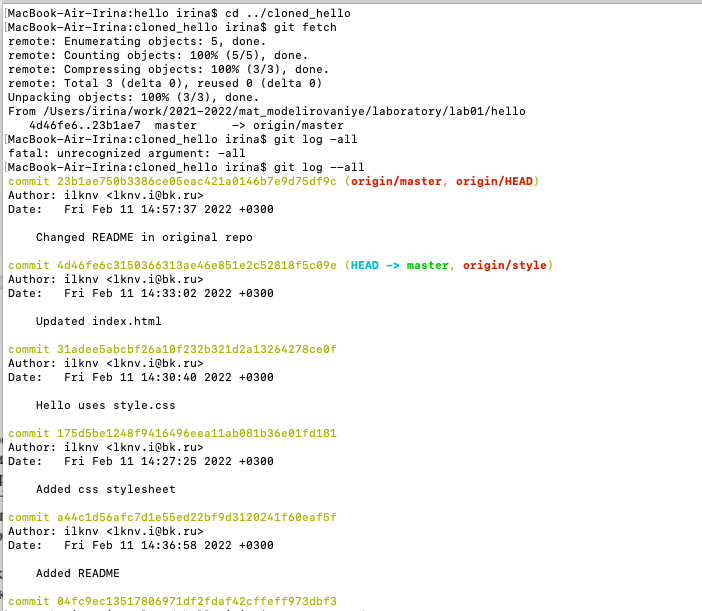 [MacBook-Air-Irina:hello irina$ cd ../cloned_hello
[MacBook-Air-Irina:cloned_hello irina$ git fetch
remote: Enumerating objects: 5, done.
remote: Counting objects: 100% (5/5), done.
remote: Compressing objects: 100% (3/3), done.
remote: Total 3 (delta 0), reused 0 (delta 0)
Unpacking objects: 100% (3/3), done.
From /Users/irina/work/2021-2022/mat_modelirovaniye/laboratory/lab01/hello
   4d46fe6..23b1ae7  master     -> origin/master
[MacBook-Air-Irina:cloned_hello irina$ git log -all
fatal: unrecognized argument: -all
[MacBook-Air-Irina:cloned_hello irina$ git log --all
commit 23b1ae750b3386ce05eac421a0146b7e9d75df9c (origin/master, origin/HEAD)
Author: ilknv <lknv.i@bk.ru>
Date:   Fri Feb 11 14:57:37 2022 +0300
    Changed README in original repo
commit 4d46fe6c3150366313ae46e851e2c52818f5c09e (HEAD -> master, origin/style)
Author: ilknv <lknv.i@bk.ru>
Date:   Fri Feb 11 14:33:02 2022 +0300
    Updated index.html
commit 31adee5abcbf26a10f232b321d2a13264278ce0f
Author: ilknv <lknv.i@bk.ru>
Date:   Fri Feb 11 14:30:40 2022 +0300
    Hello uses style.css
commit 175d5be1248f9416496eea11ab081b36e01fd181
Author: ilknv <lknv.i@bk.ru>
Date:   Fri Feb 11 14:27:25 2022 +0300
    Added css stylesheet
commit a44c1d56afc7d1e55ed22bf9d3120241f60eaf5f
Author: ilknv <lknv.i@bk.ru>
Date:   Fri Feb 11 14:36:58 2022 +0300
    Added README
commit 04fc9ec13517806971df2fdaf42cffeff973dbf3